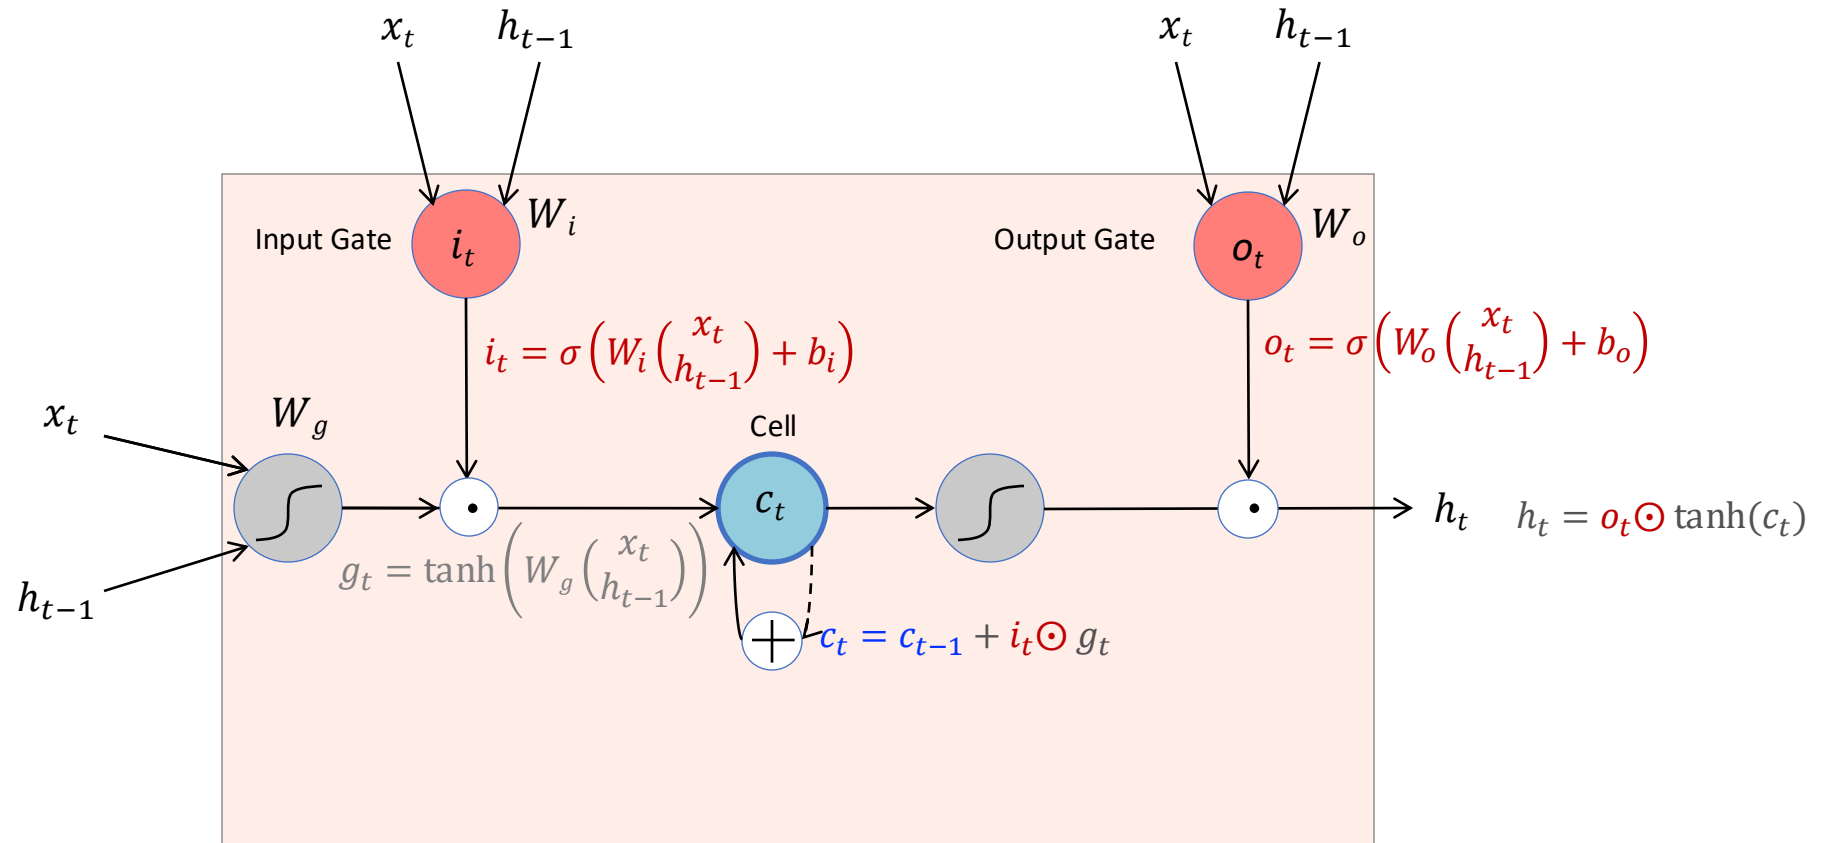 x_t h_{t−1} x_t h_{t−1}
Input Gate i_t W_i Output Gate o_t W_o
i_t = σ(W_i (x_t h_{t−1}) + b_i) o_t = σ(W_o (x_t h_{t−1}) + b_o)
x_t W_g Cell
c_t h_t h_t = o_t ⊙ tanh(c_t)
h_{t−1} g_t = tanh(W_g (x_t h_{t−1}))
c_t = c_{t−1} + i_t ⊙ g_t